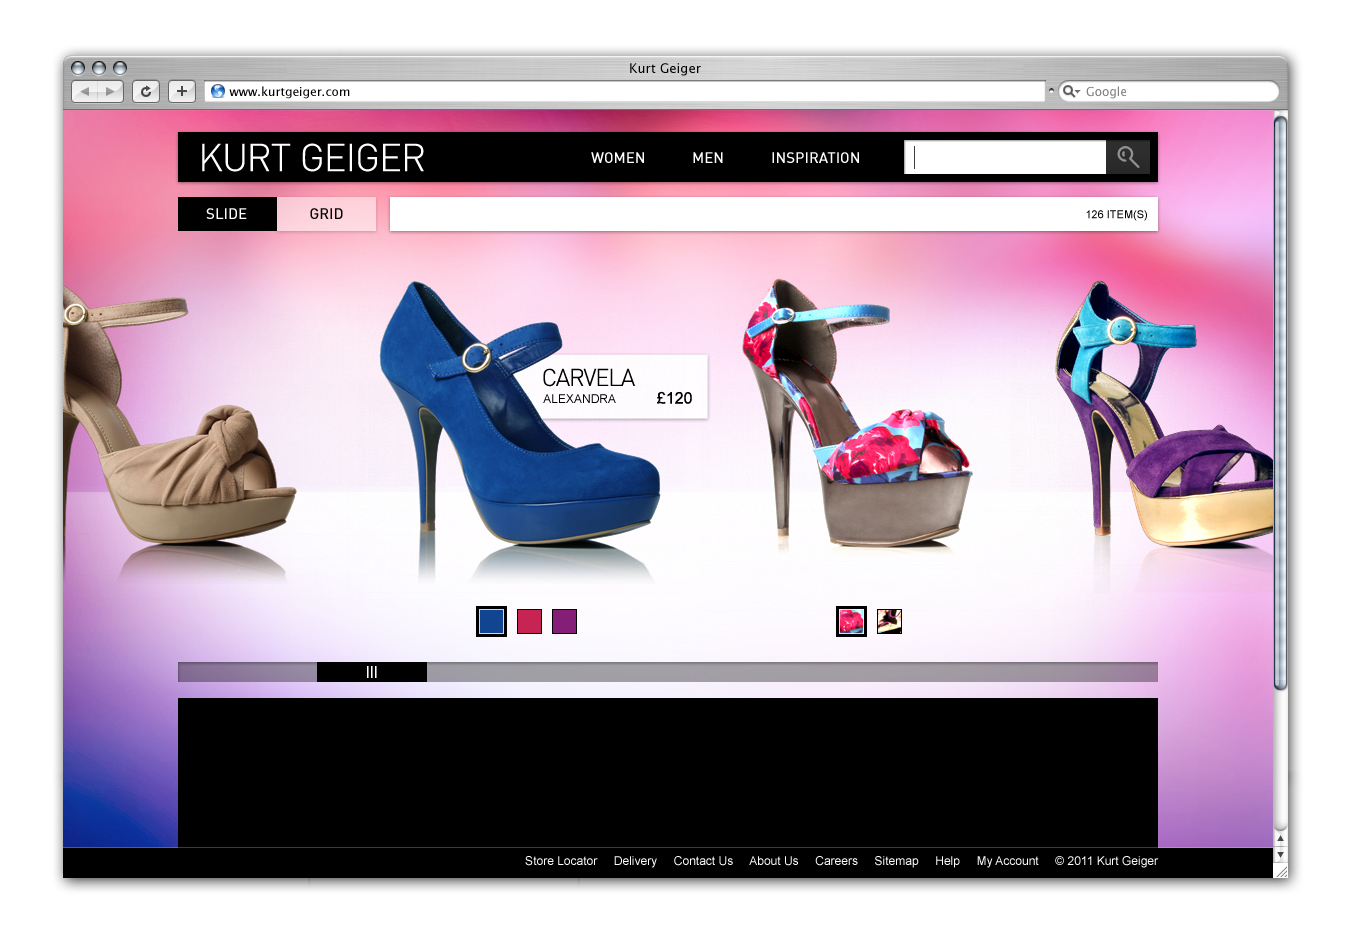 Kurt Geiger
www.kurtgeiger.com
Google
KURT GEIGER
WOMEN
MEN
INSPIRATION
SLIDE
GRID
126 ITEM(S)
CARVELA
ALEXANDRA £120
Store Locator Delivery Contact Us About Us Careers Sitemap Help My Account © 2011 Kurt Geiger